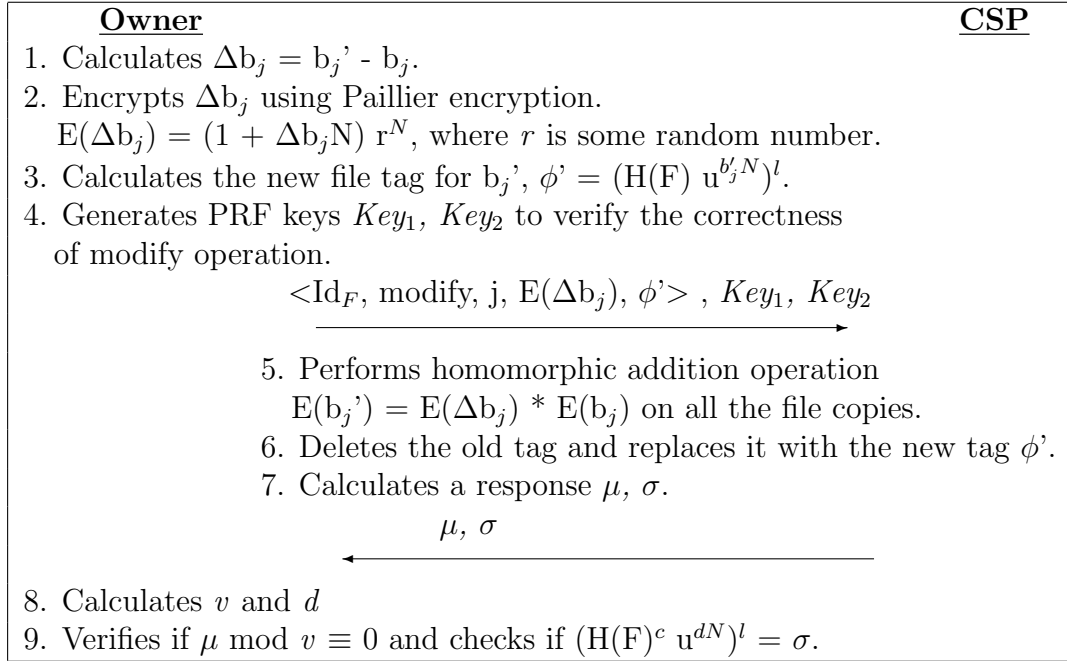 Owner CSP
1. Calculates Δb_j = b_j' - b_j.
2. Encrypts Δb_j using Paillier encryption.
E(Δb_j) = (1 + Δb_jN) r^N, where r is some random number.
3. Calculates the new file tag for b_j', ϕ' = (H(F) u^{b'_jN})^l.
4. Generates PRF keys Key_1, Key_2 to verify the correctness
of modify operation.
<Id_F, modify, j, E(Δb_j), ϕ'> , Key_1, Key_2
5. Performs homomorphic addition operation
E(b_j') = E(Δb_j) * E(b_j) on all the file copies.
6. Deletes the old tag and replaces it with the new tag ϕ'.
7. Calculates a response μ, σ.
μ, σ
8. Calculates v and d
9. Verifies if μ mod v ≡ 0 and checks if (H(F)^c u^{dN})^l = σ.